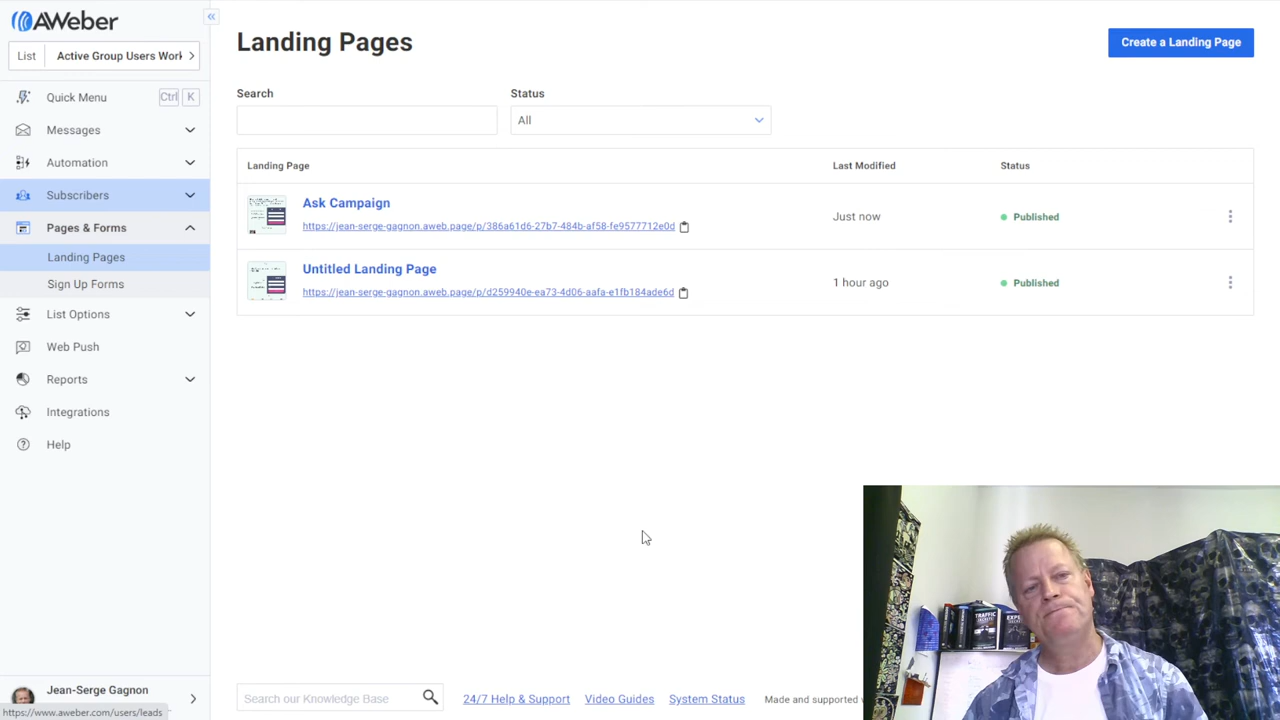 AWeber
«
List
Active Group Users Work
Quick Menu
Ctrl K
Messages
Automation
Subscribers
Pages & Forms
Landing Pages
Sign Up Forms
List Options
Web Push
Reports
Integrations
Help
Jean-Serge Gagnon
https://www.aweber.com/users/leads
Landing Pages
Create a Landing Page
Search
Status
All
Landing Page
Last Modified
Status
Ask Campaign
https://jean-serge-gagnon.aweb.page/p/386a61d6-27b7-484b-af58-fe9577712e0d
Just now
Published
Untitled Landing Page
https://jean-serge-gagnon.aweb.page/p/d259940e-ea73-4d06-aafa-e1fb184ade6d
1 hour ago
Published
Search our Knowledge Base
24/7 Help & Support
Video Guides
System Status
Made and supported
TRAFFIC